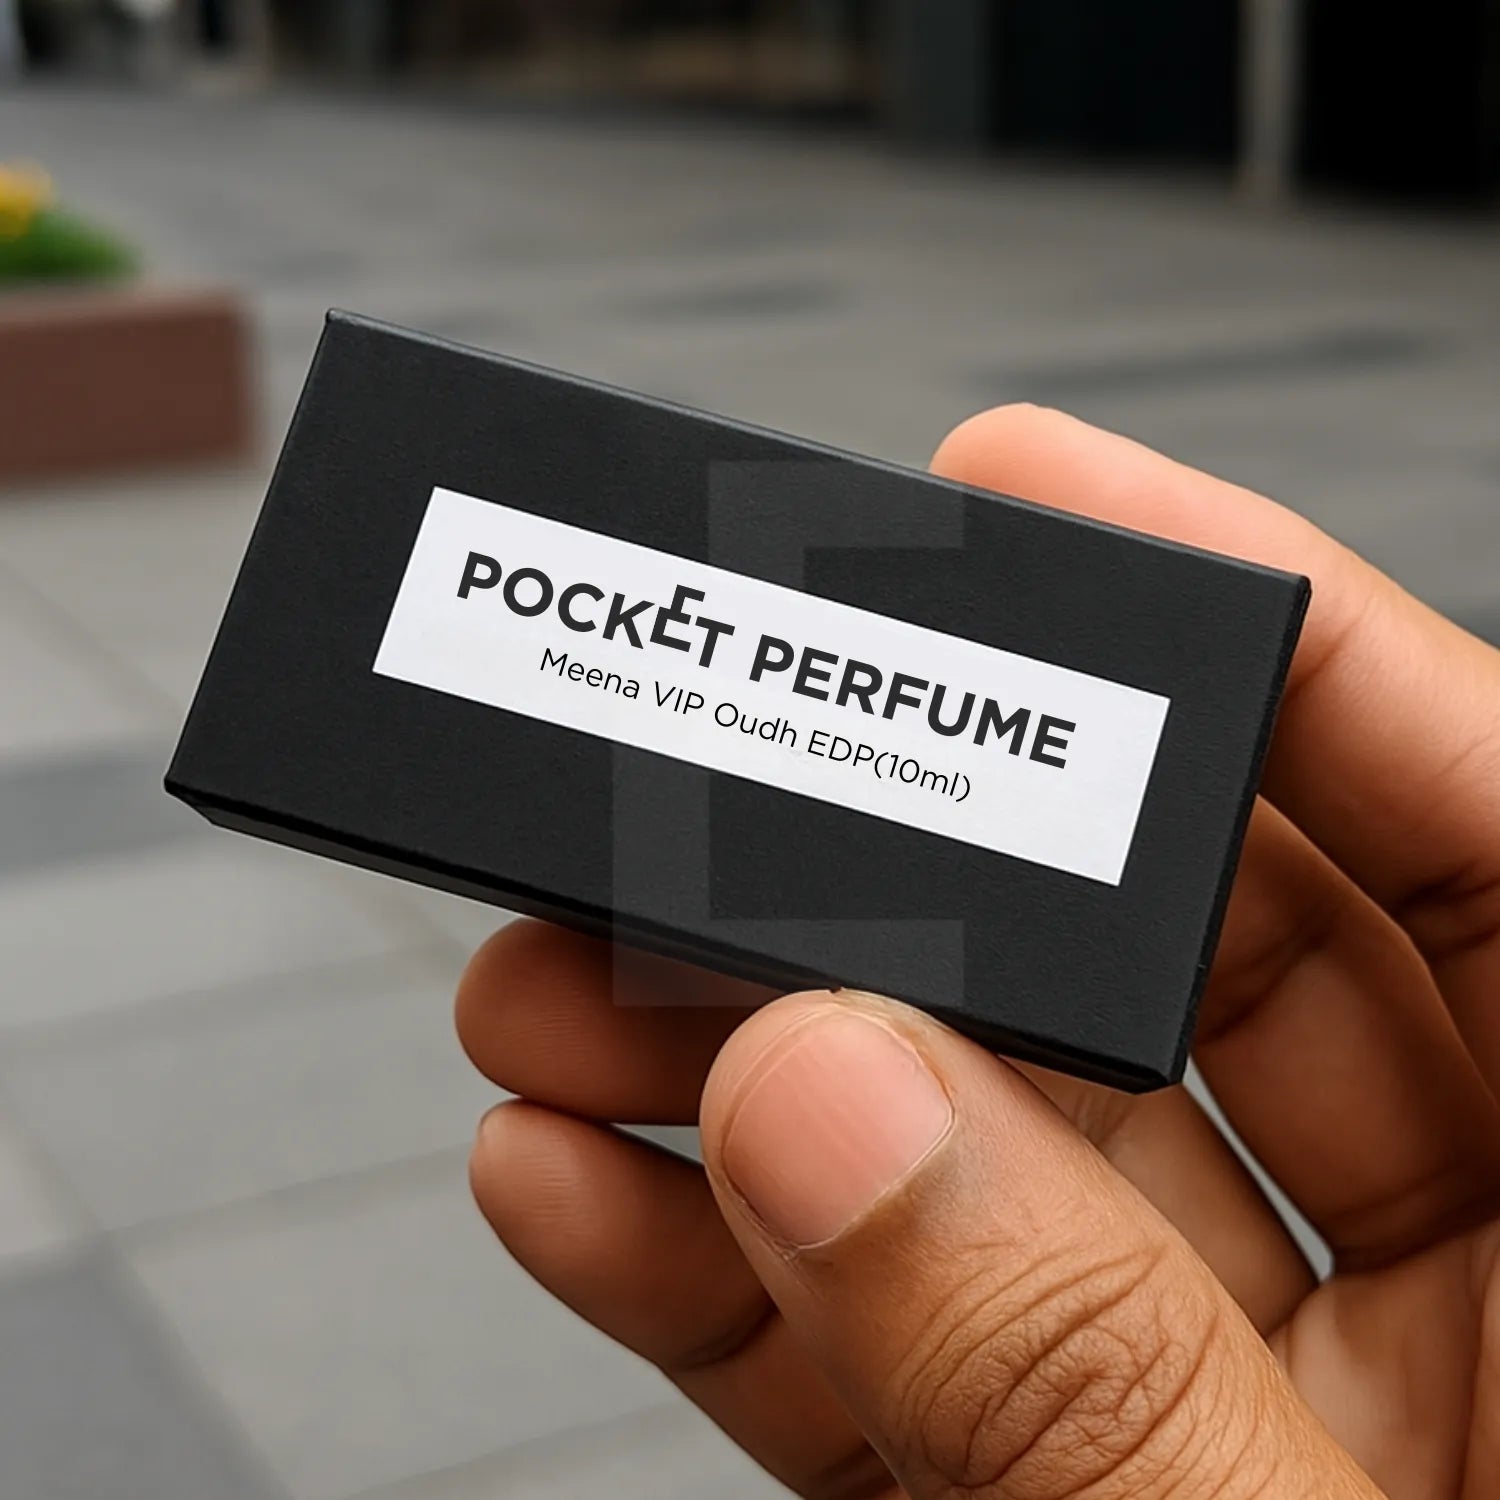 POCKET PERFUME
Meena VIP Oudh EDP(10ml)